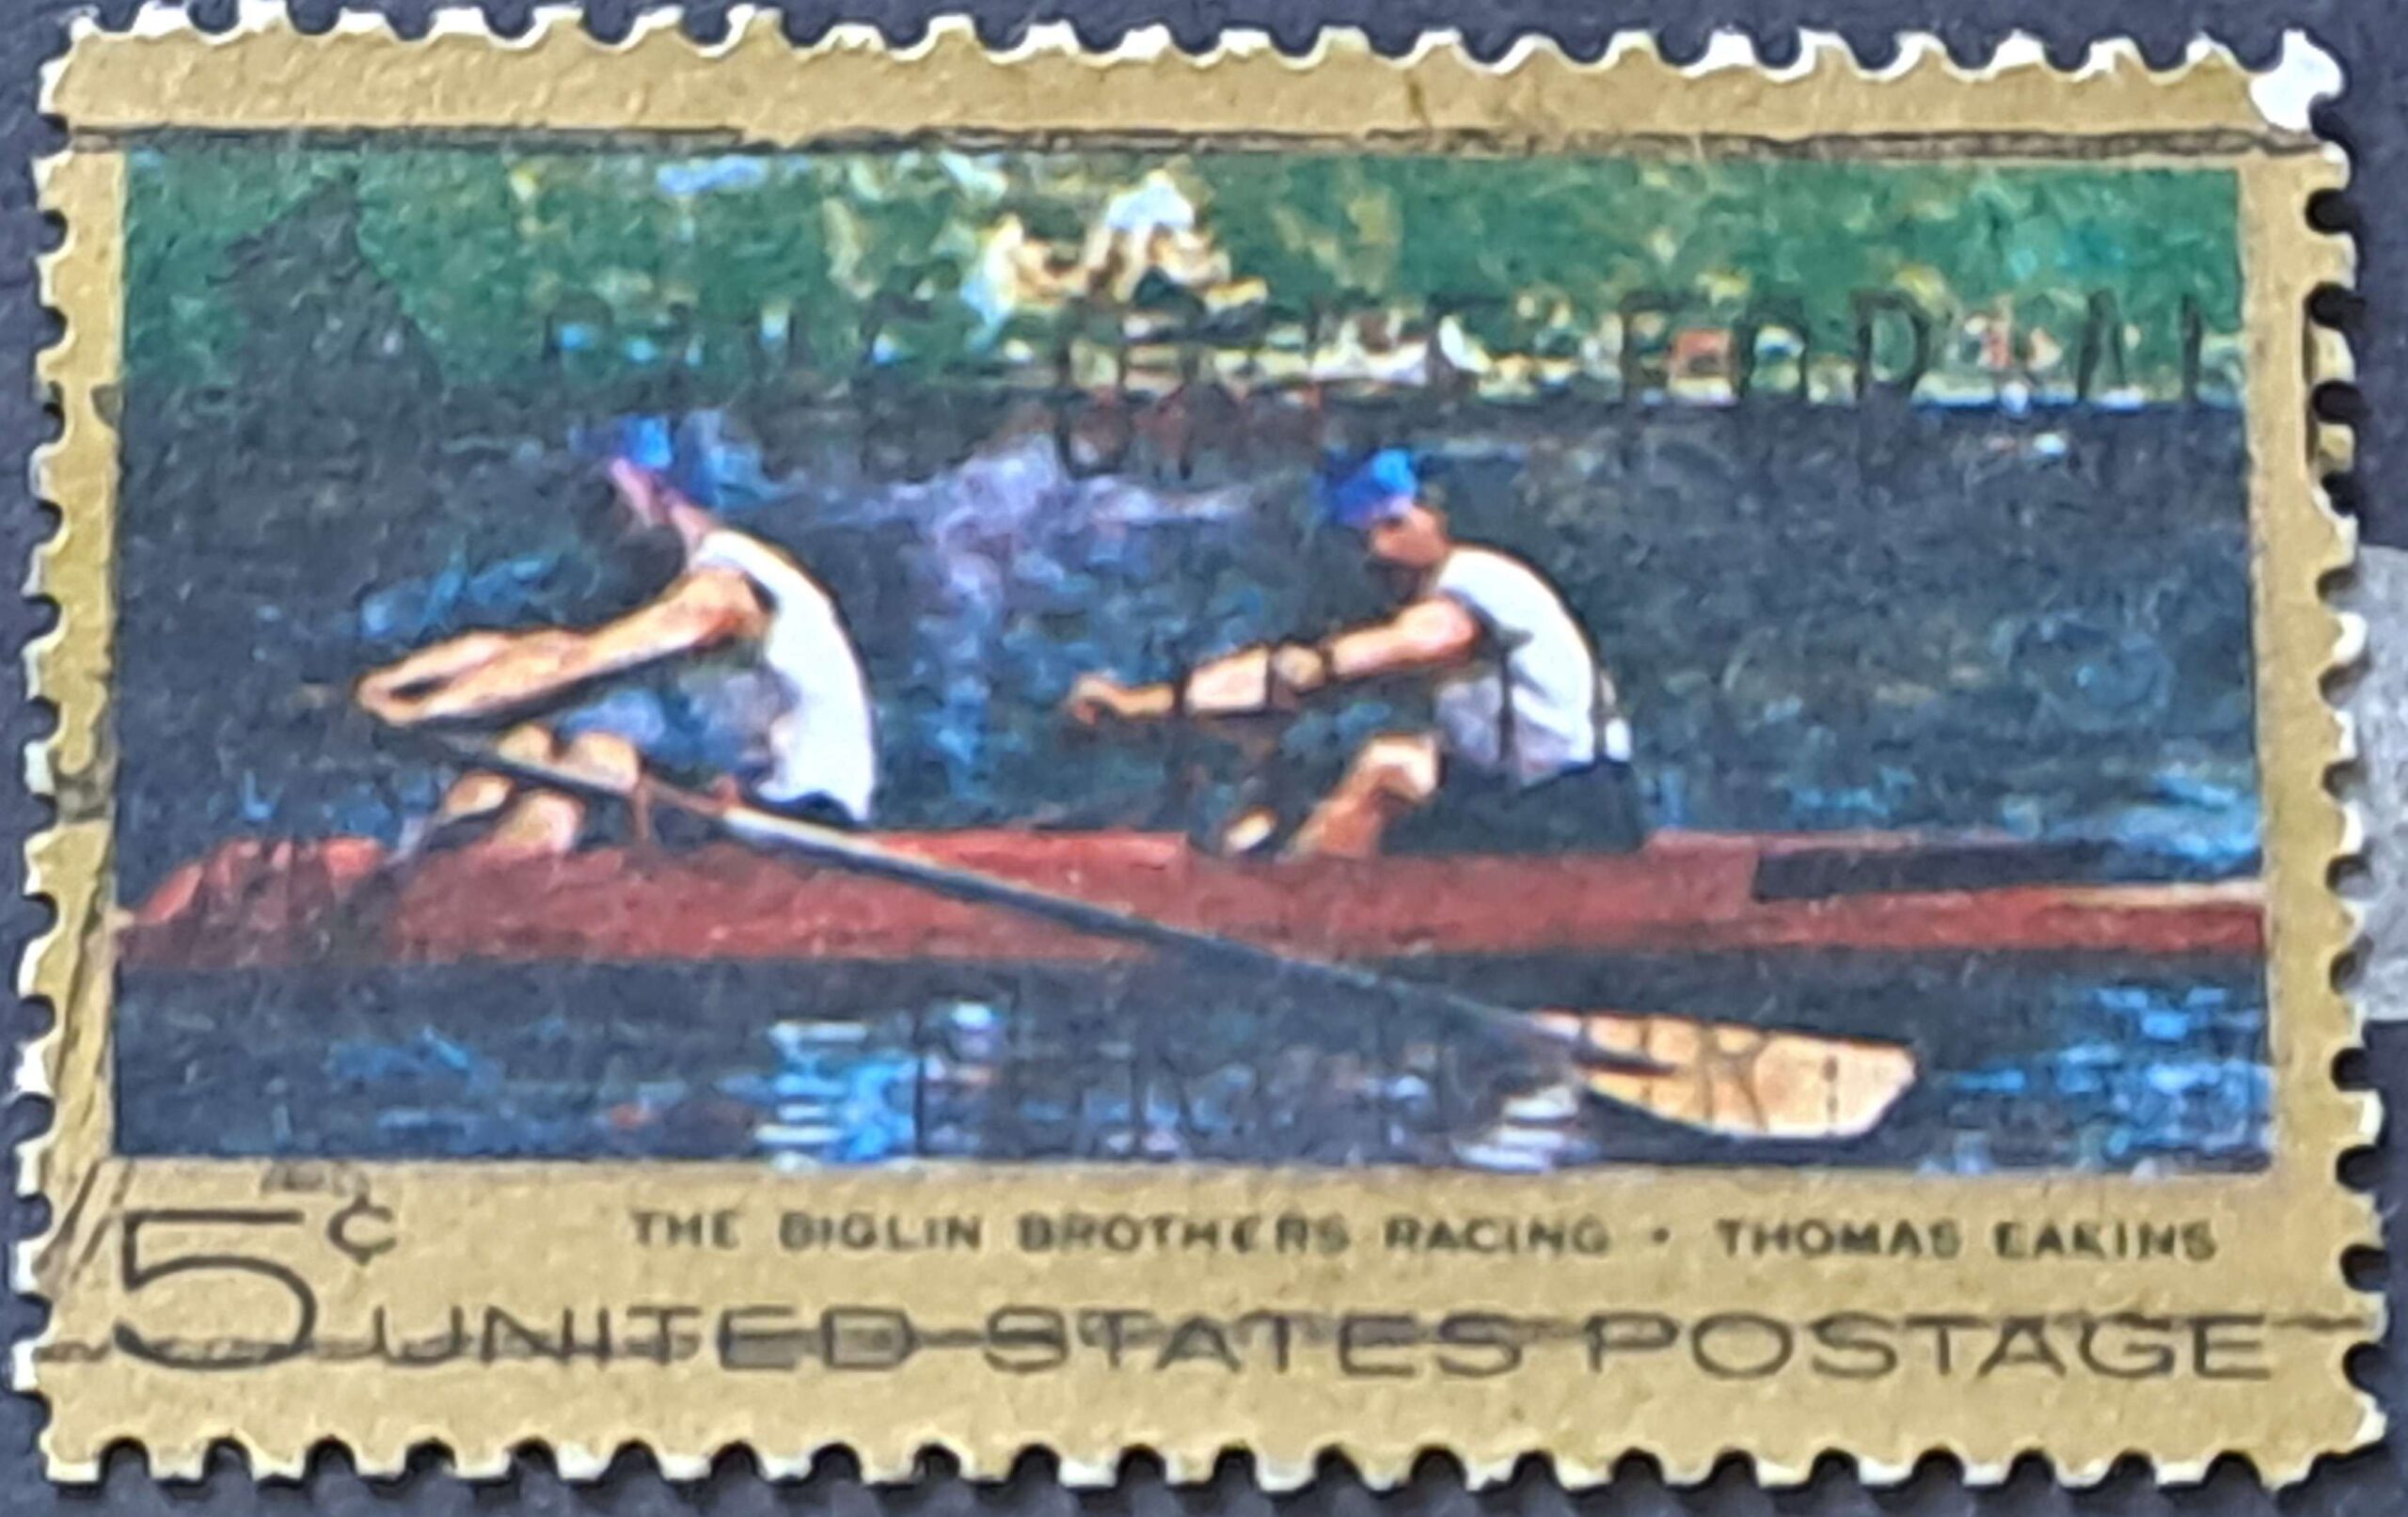 5¢ THE BIGLIN BROTHERS RACING • THOMAS EAKINS
UNITED STATES POSTAGE